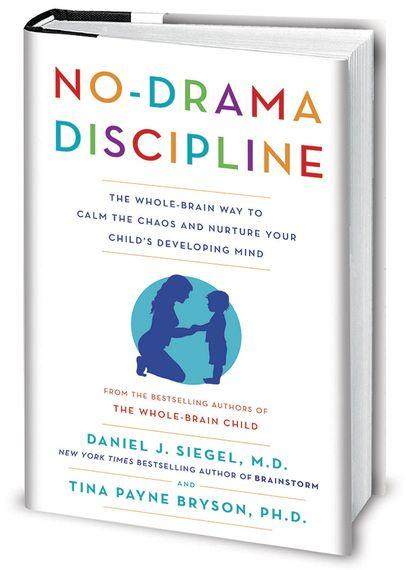 NO-DRAMA
DISCIPLINE
THE WHOLE-BRAIN WAY TO
CALM THE CHAOS AND NURTURE YOUR
CHILD'S DEVELOPING MIND
FROM THE BESTSELLING AUTHORS OF
THE WHOLE-BRAIN CHILD
DANIEL J. SIEGEL, M.D.
NEW YORK TIMES BESTSELLING AUTHOR OF BRAINSTORM
AND
TINA PAYNE BRYSON, PH.D.